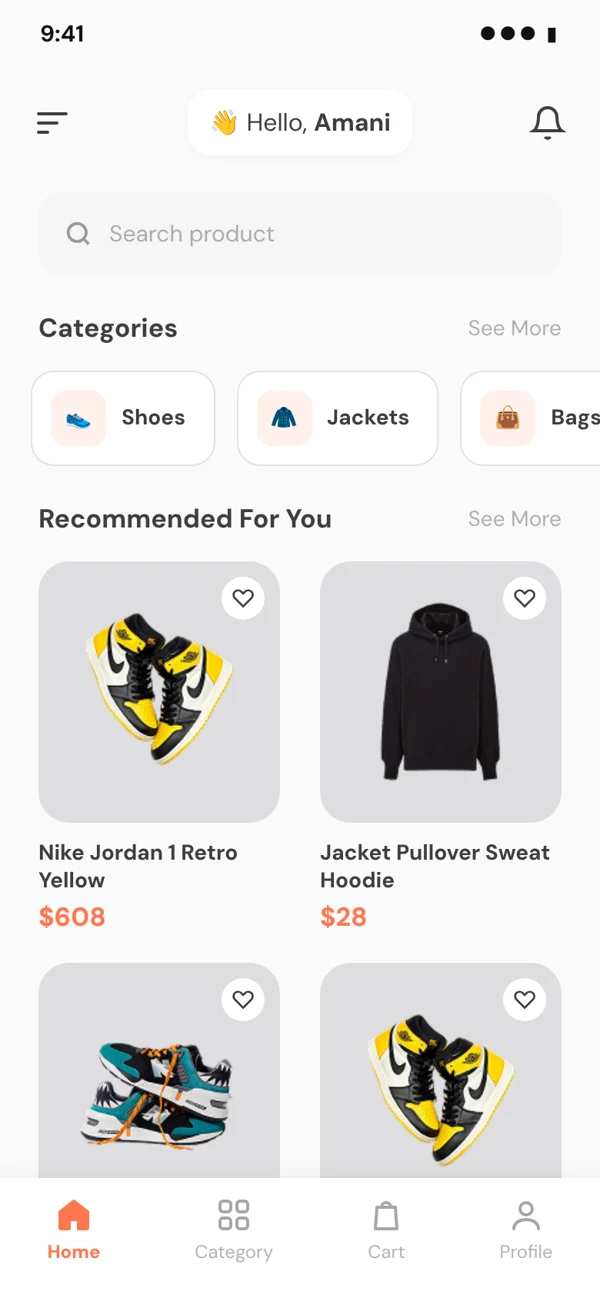 9:41
👋 Hello, Amani
Search product
Categories
See More
Shoes
Jackets
Bags
Recommended For You
See More
Nike Jordan 1 Retro
Yellow
$608
Jacket Pullover Sweat
Hoodie
$28
Home
Category
Cart
Profile